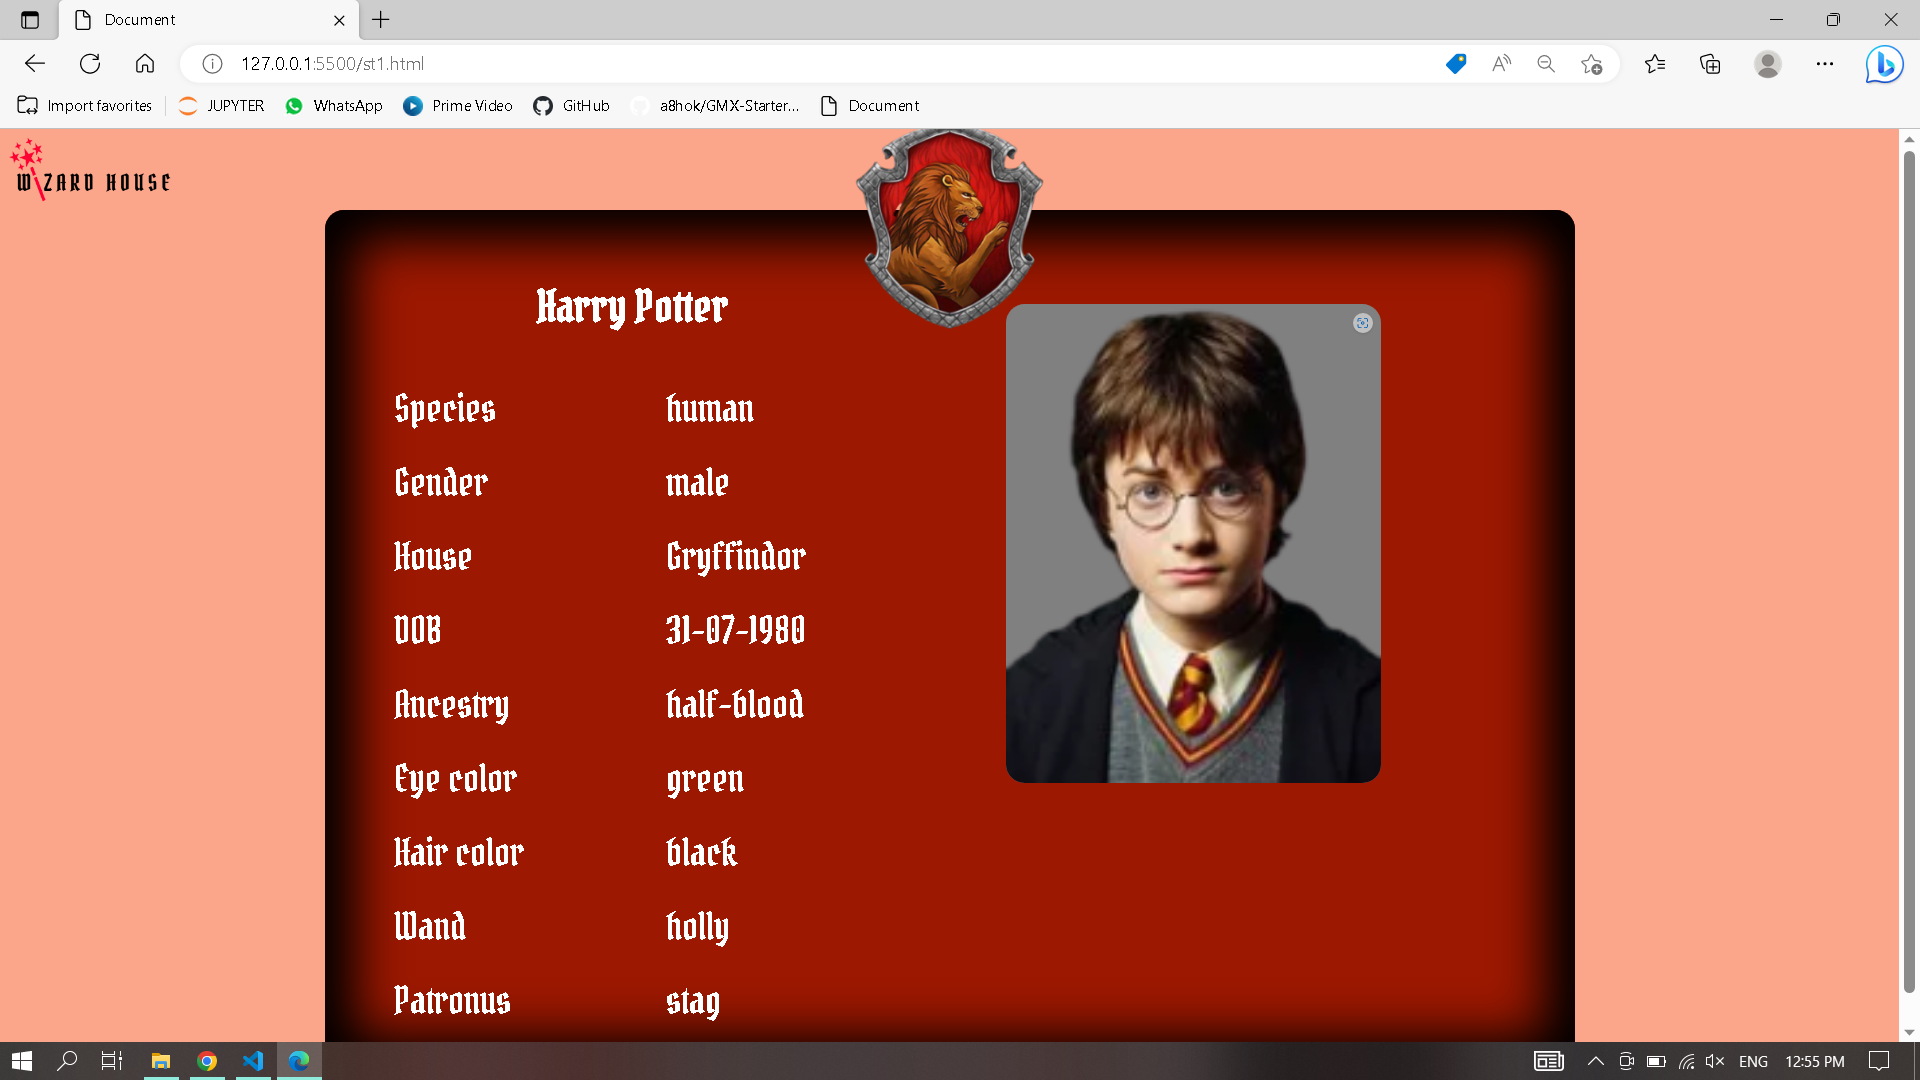 Document
127.0.0.1:5500/st1.html
Import favorites JUPYTER WhatsApp Prime Video GitHub a8hok/GMX-Starter... Document
WIZARD HOUSE
Harry Potter
Species human
Gender male
House Gryffindor
DOB 31-07-1980
Ancestry half-blood
Eye color green
Hair color black
Wand holly
Patronus stag
ENG 12:55 PM